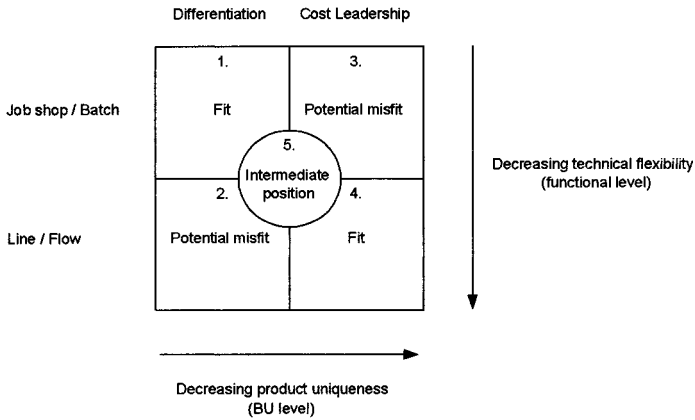 Differentiation Cost Leadership
1. 3.
Job shop / Batch Fit Potential misfit
5.
Intermediate
position
Decreasing technical flexibility
(functional level)
2. 4.
Line / Flow Potential misfit Fit
Decreasing product uniqueness
(BU level)